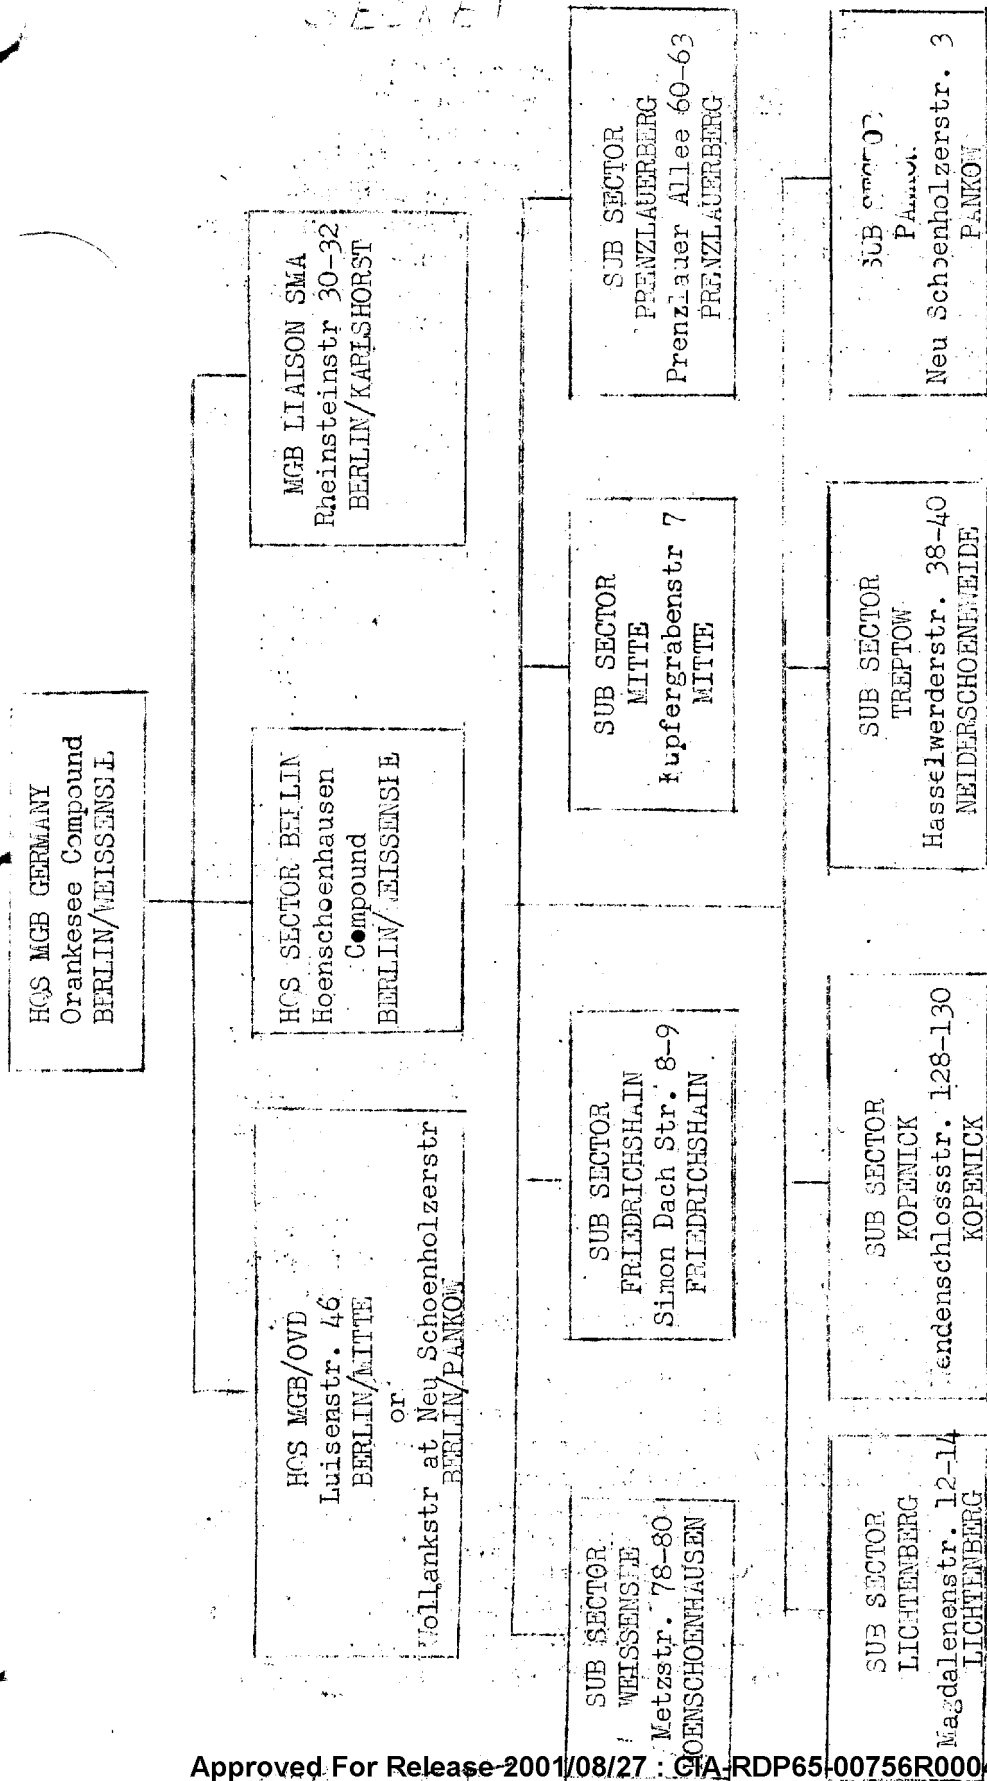 SECRET
HQS MGB GERMANY
Orankesee Compound
BERLIN/WEISSENSEE
HQS MGB/OVD
Luisenstr. 46
BERLIN/MITTE
or
Wollankstr at Neu Schoenholzerstr
BERLIN/PANKOW
HQS SECTOR BERLIN
Hoenschoenhausen
Compound
BERLIN/WEISSENSEE
MGB LIAISON SMA
Rheinsteinstr 30-32
BERLIN/KARLSHORST
SUB SECTOR
WEISSENSEE
Metzstr. 78-80
HOENSCHOENHAUSEN
SUB SECTOR
FRIEDRICHSHAIN
Simon Dach Str. 8-9
FRIEDRICHSHAIN
SUB SECTOR
MITTE
Kupfergrabenstr 7
MITTE
SUB SECTOR
PRENZLAUERBERG
Prenzlauer Allee 60-63
PRENZLAUERBERG
SUB SECTOR
LICHTENBERG
Magdalenenstr. 12-14
LICHTENBERG
SUB SECTOR
KOPENICK
Wendenschlossstr. 128-130
KOPENICK
SUB SECTOR
TREPTOW
Hasselwerderstr. 38-40
NEIDERSCHOENEWEIDE
SUB SECTOR
PANKOW
Neu Schoenholzerstr. 3
PANKOW
Approved For Release 2001/08/27 : CIA-RDP65-00756R000